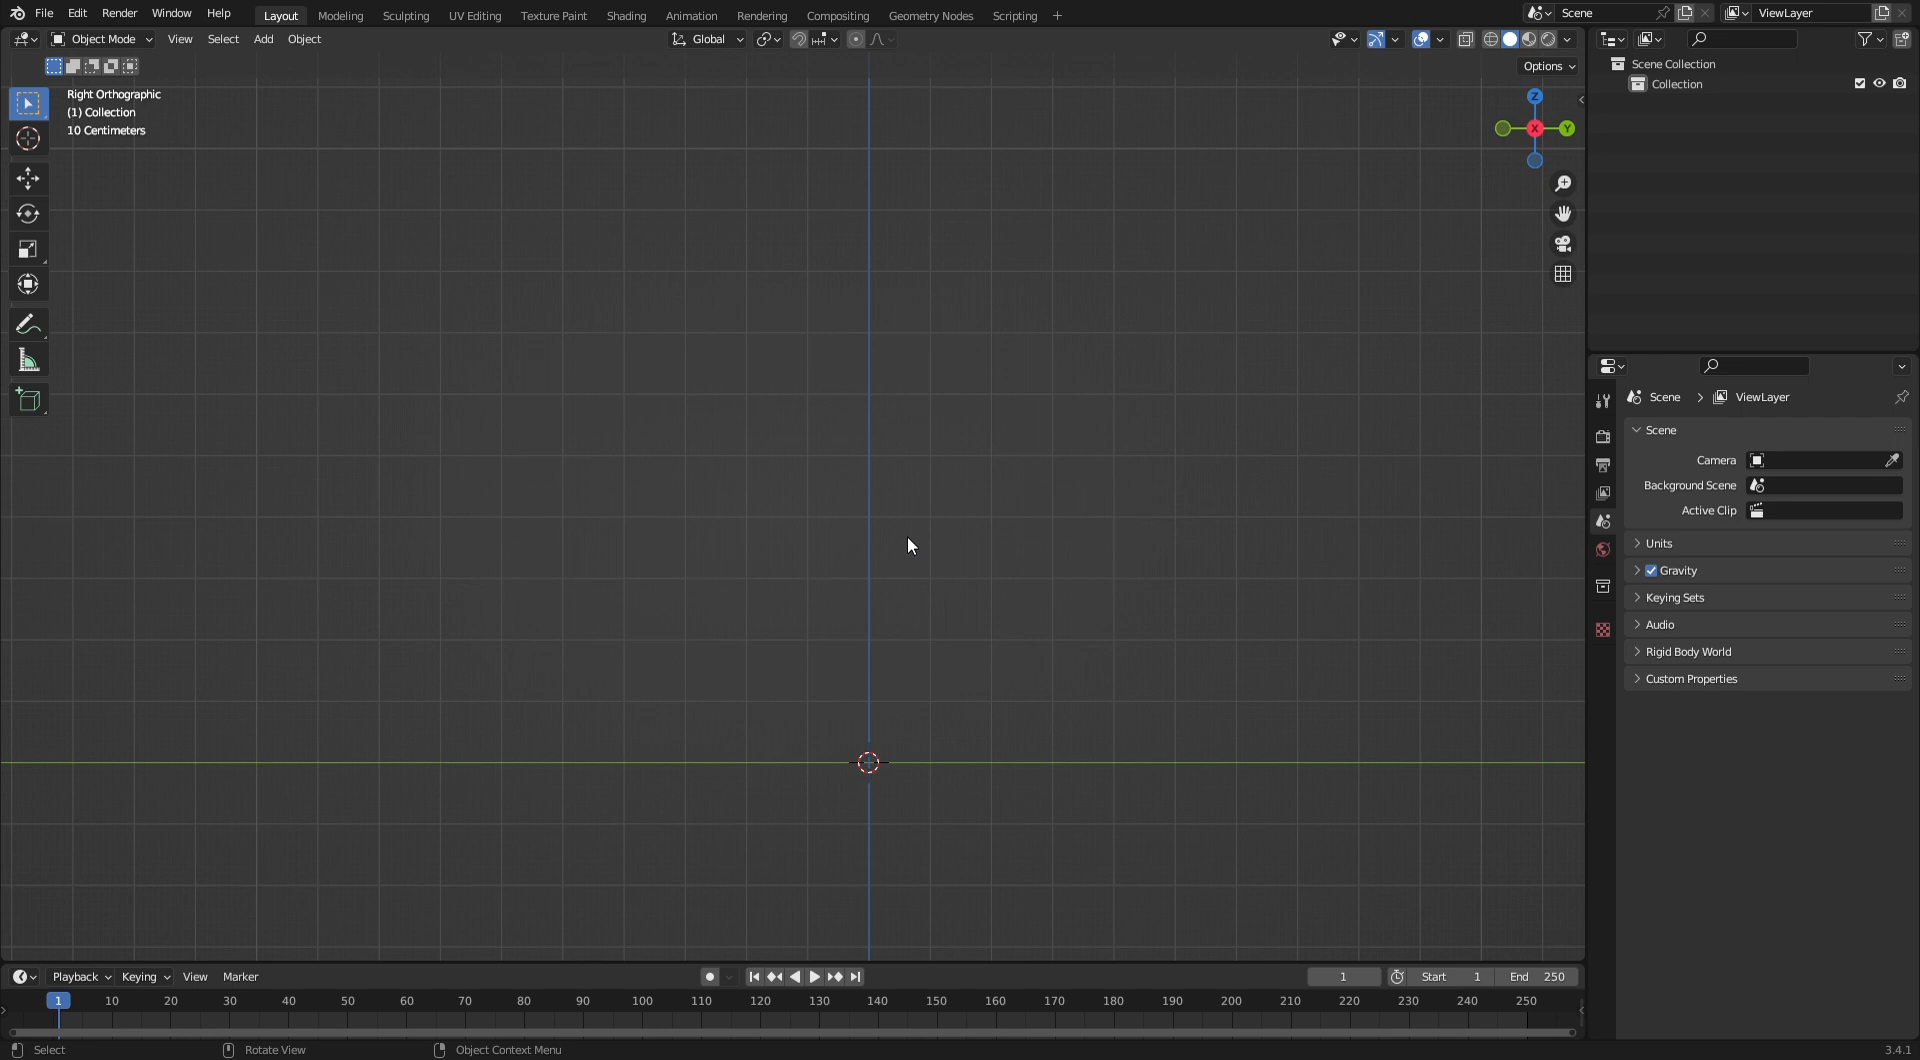 File Edit Render Window Help Layout Modeling Sculpting UV Editing Texture Paint Shading Animation Rendering Compositing Geometry Nodes Scripting + Scene ViewLayer
Object Mode View Select Add Object Global
Options
Right Orthographic
(1) Collection
10 Centimeters
Z
X Y
Scene Collection
Collection
Scene > ViewLayer
Scene
Camera
Background Scene
Active Clip
Units
Gravity
Keying Sets
Audio
Rigid Body World
Custom Properties
Playback Keying View Marker 1 Start 1 End 250
1 10 20 30 40 50 60 70 80 90 100 110 120 130 140 150 160 170 180 190 200 210 220 230 240 250
Select Rotate View Object Context Menu 3.4.1